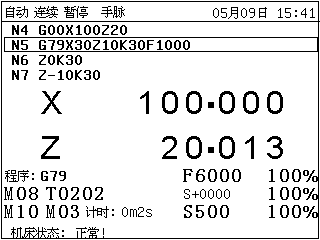 自动 连续 暂停 手脉 05月09日 15:41
N4 G00X100Z20
N5 G79X30Z10K30F1000
N6 Z0K30
N7 Z-10K30
X 100.000
Z 20.013
程序: G79 F6000 100%
M08 T0202 S+0000 100%
M10 M03 计时: 0m2s S500 100%
机床状态: 正常!